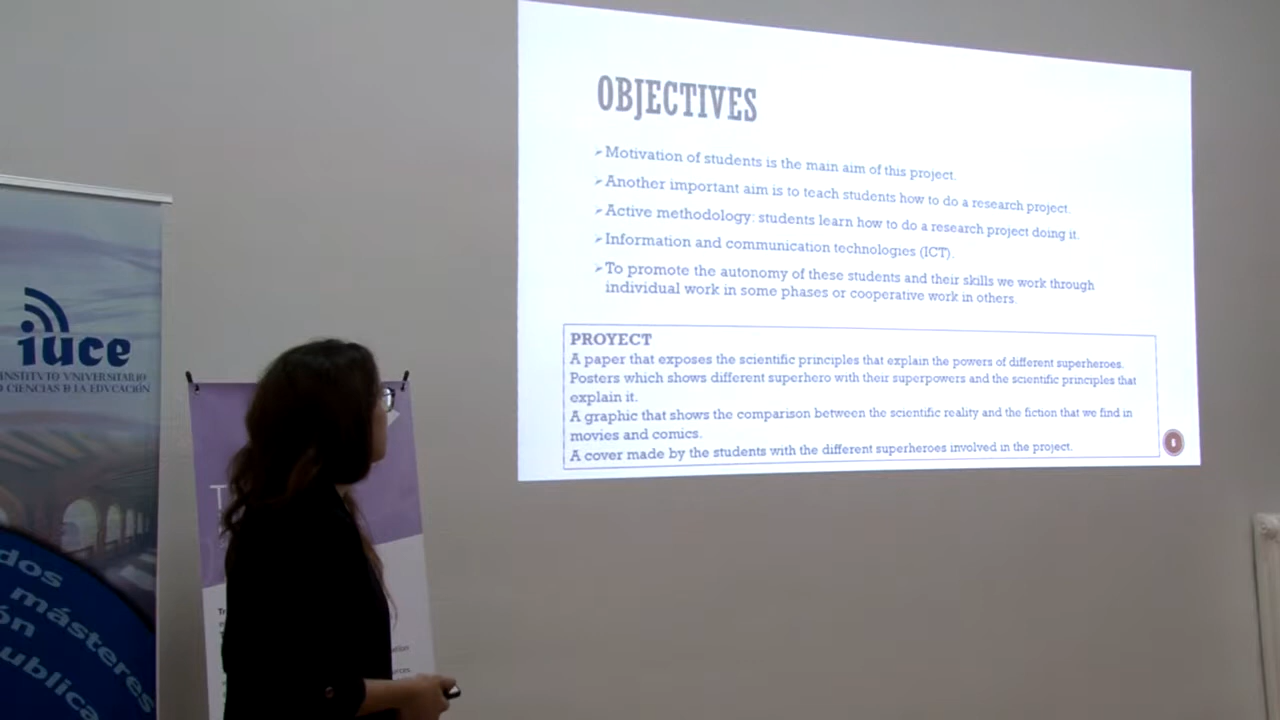 OBJECTIVES
Motivation of students is the main aim of this project.
Another important aim is to teach students how to do a research project.
Active methodology: students learn how to do a research project doing it.
Information and communication technologies (ICT).
To promote the autonomy of these students and their skills we work through
individual work in some phases or cooperative work in others.
PROYECT
A paper that exposes the scientific principles that explain the powers of different superheroes.
Posters which shows different superhero with their superpowers and the scientific principles that
explain it.
A graphic that shows the comparison between the scientific reality and the fiction that we find in
movies and comics.
A cover made by the students with the different superheroes involved in the project.
iuce
INSTITVTO VNIVERSITARIO
CIENCIAS D LA EDVCACIÓN
dos
másteres
ón
ublica
T
Tr